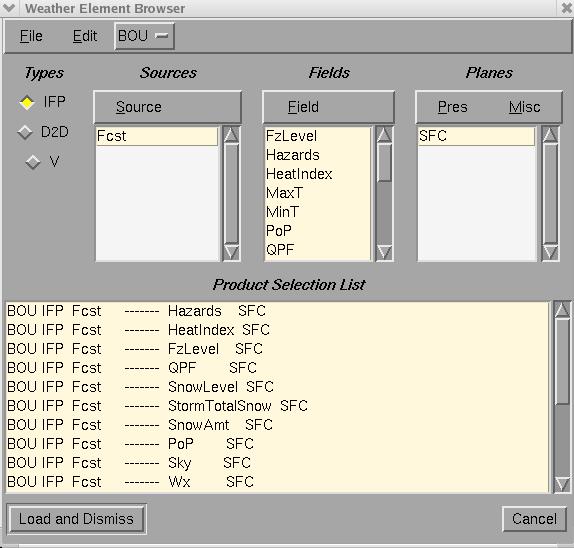 Weather Element Browser
File Edit BOU
Types Sources Fields Planes
IFP
D2D
V
Source
Fcst
Field
FzLevel
Hazards
HeatIndex
MaxT
MinT
PoP
QPF
Pres Misc
SFC
Product Selection List
BOU IFP Fcst ------- Hazards SFC
BOU IFP Fcst ------- HeatIndex SFC
BOU IFP Fcst ------- FzLevel SFC
BOU IFP Fcst ------- QPF SFC
BOU IFP Fcst ------- SnowLevel SFC
BOU IFP Fcst ------- StormTotalSnow SFC
BOU IFP Fcst ------- SnowAmt SFC
BOU IFP Fcst ------- PoP SFC
BOU IFP Fcst ------- Sky SFC
BOU IFP Fcst ------- Wx SFC
Load and Dismiss Cancel